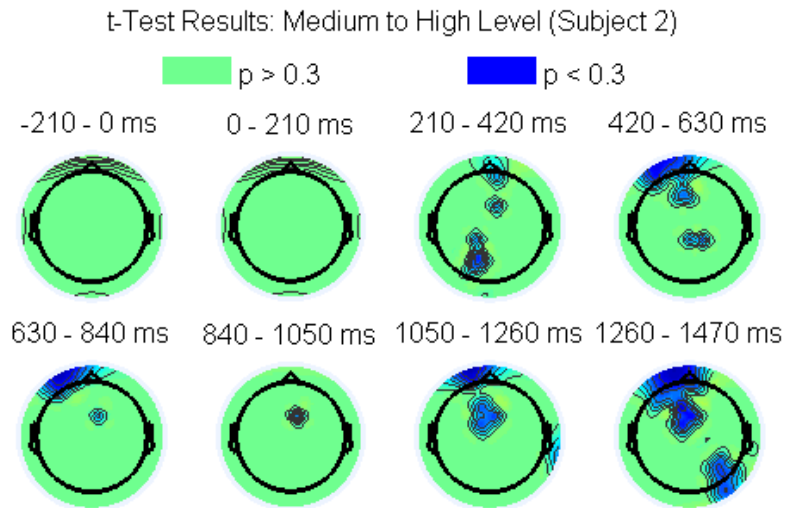 t-Test Results: Medium to High Level (Subject 2)
p > 0.3 p < 0.3
-210 - 0 ms 0 - 210 ms 210 - 420 ms 420 - 630 ms
630 - 840 ms 840 - 1050 ms 1050 - 1260 ms 1260 - 1470 ms